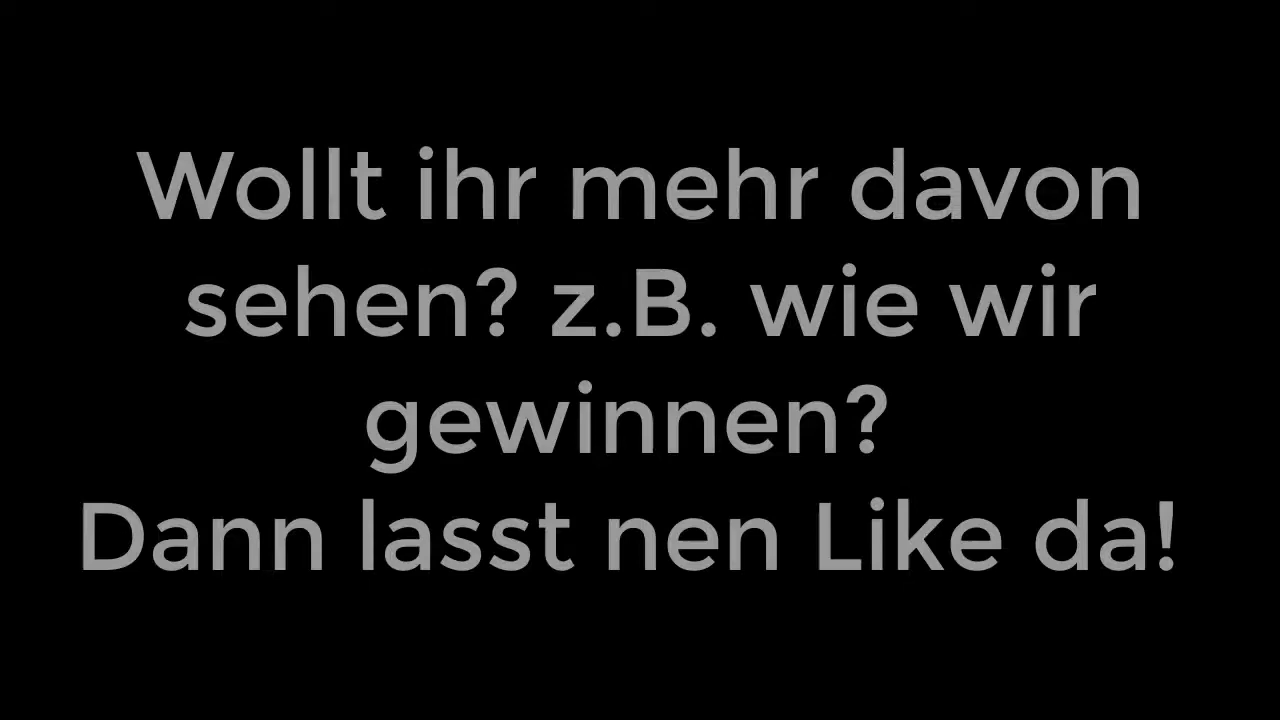 Wollt ihr mehr davon
sehen? z.B. wie wir
gewinnen?
Dann lasst nen Like da!